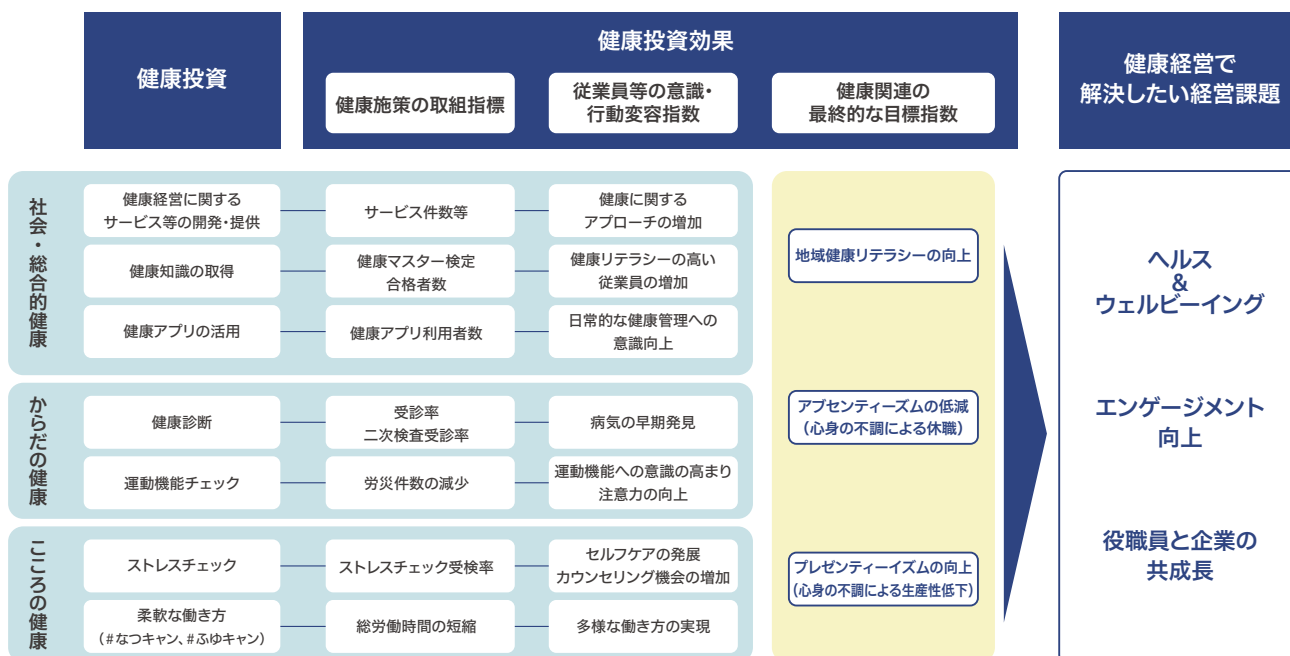 健康投資
健康投資効果
健康施策の取組指標
従業員等の意識・
行動変容指数
健康関連の
最終的な目標指数
健康経営で
解決したい経営課題
社会・総合的健康
健康経営に関する
サービス等の開発・提供
サービス件数等
健康に関する
アプローチの増加
健康知識の取得
健康マスター検定
合格者数
健康リテラシーの高い
従業員の増加
健康アプリの活用
健康アプリ利用者数
日常的な健康管理への
意識向上
地域健康リテラシーの向上
からだの健康
健康診断
受診率
二次検査受診率
病気の早期発見
運動機能チェック
労災件数の減少
運動機能への意識の高まり
注意力の向上
アブセンティーズムの低減
（心身の不調による休職）
こころの健康
ストレスチェック
ストレスチェック受検率
セルフケアの発展
カウンセリング機会の増加
柔軟な働き方
（#なつキャン、#ふゆキャン）
総労働時間の短縮
多様な働き方の実現
プレゼンティーイズムの向上
（心身の不調による生産性低下）
ヘルス
&
ウェルビーイング
エンゲージメント
向上
役職員と企業の
共成長